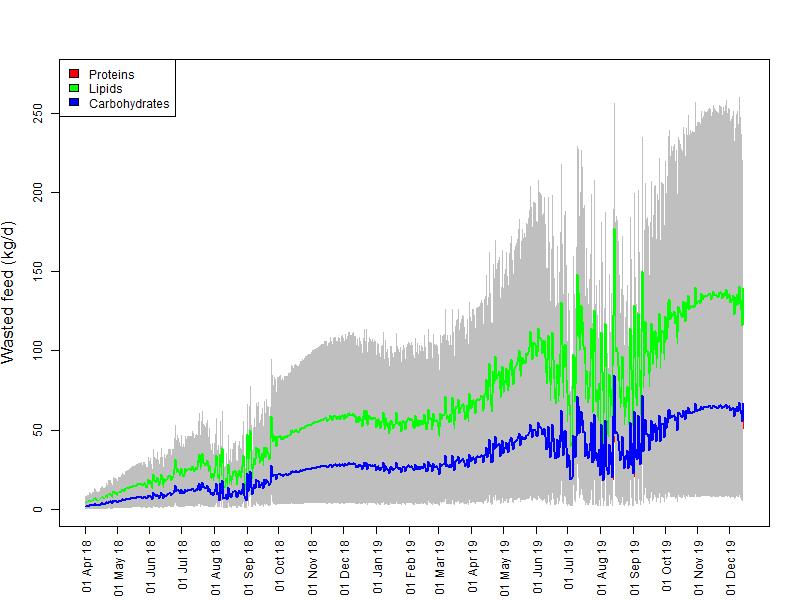 Proteins
Lipids
Carbohydrates
Wasted feed (kg/d)
250
200
150
100
50
0
01 Apr 18
01 May 18
01 Jun 18
01 Jul 18
01 Aug 18
01 Sep 18
01 Oct 18
01 Nov 18
01 Dec 18
01 Jan 19
01 Feb 19
01 Mar 19
01 Apr 19
01 May 19
01 Jun 19
01 Jul 19
01 Aug 19
01 Sep 19
01 Oct 19
01 Nov 19
01 Dec 19